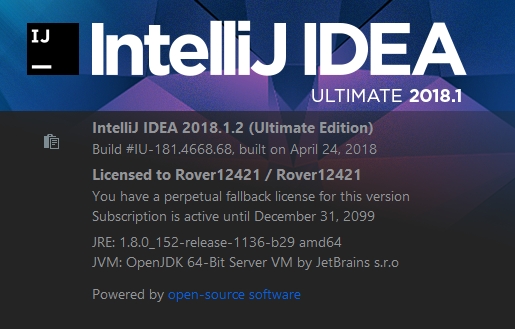 IJ
IntelliJ IDEA
ULTIMATE 2018.1
IntelliJ IDEA 2018.1.2 (Ultimate Edition)
Build #IU-181.4668.68, built on April 24, 2018
Licensed to Rover12421 / Rover12421
You have a perpetual fallback license for this version
Subscription is active until December 31, 2099
JRE: 1.8.0_152-release-1136-b29 amd64
JVM: OpenJDK 64-Bit Server VM by JetBrains s.r.o
Powered by open-source software